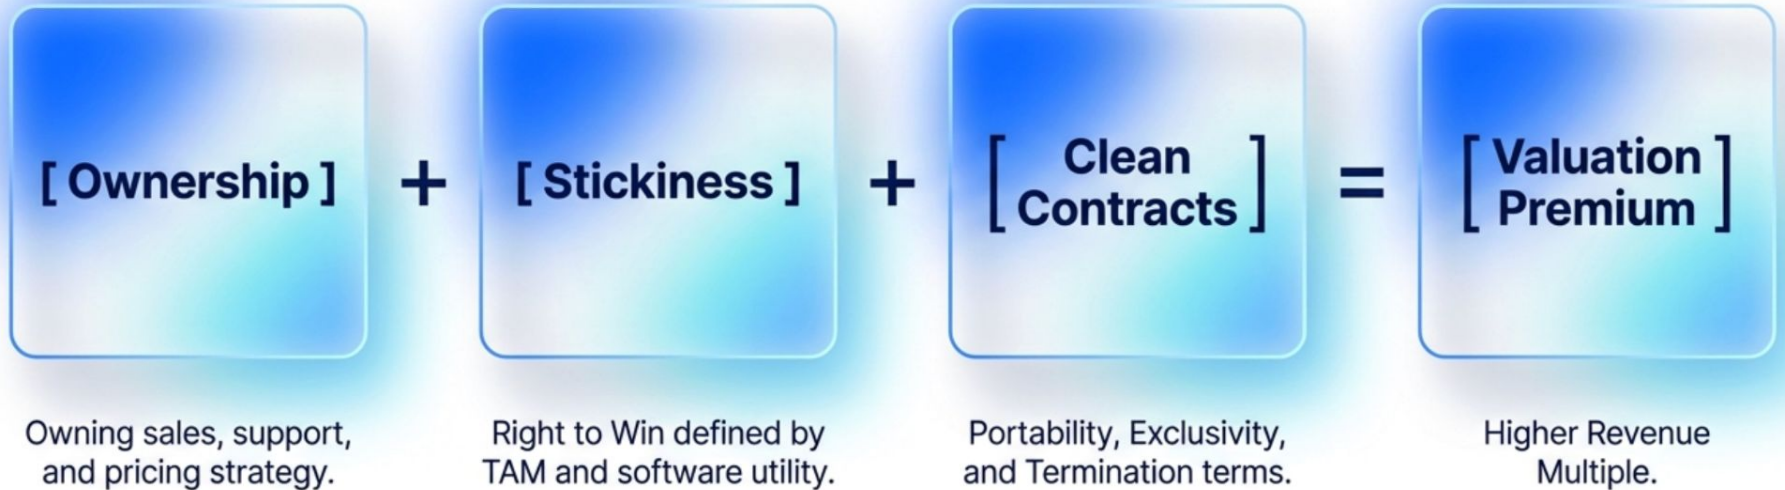 [ Ownership ]
+
[ Stickiness ]
+
[ Clean
Contracts ]
=
[ Valuation
Premium ]
Owning sales, support,
and pricing strategy.
Right to Win defined by
TAM and software utility.
Portability, Exclusivity,
and Termination terms.
Higher Revenue
Multiple.